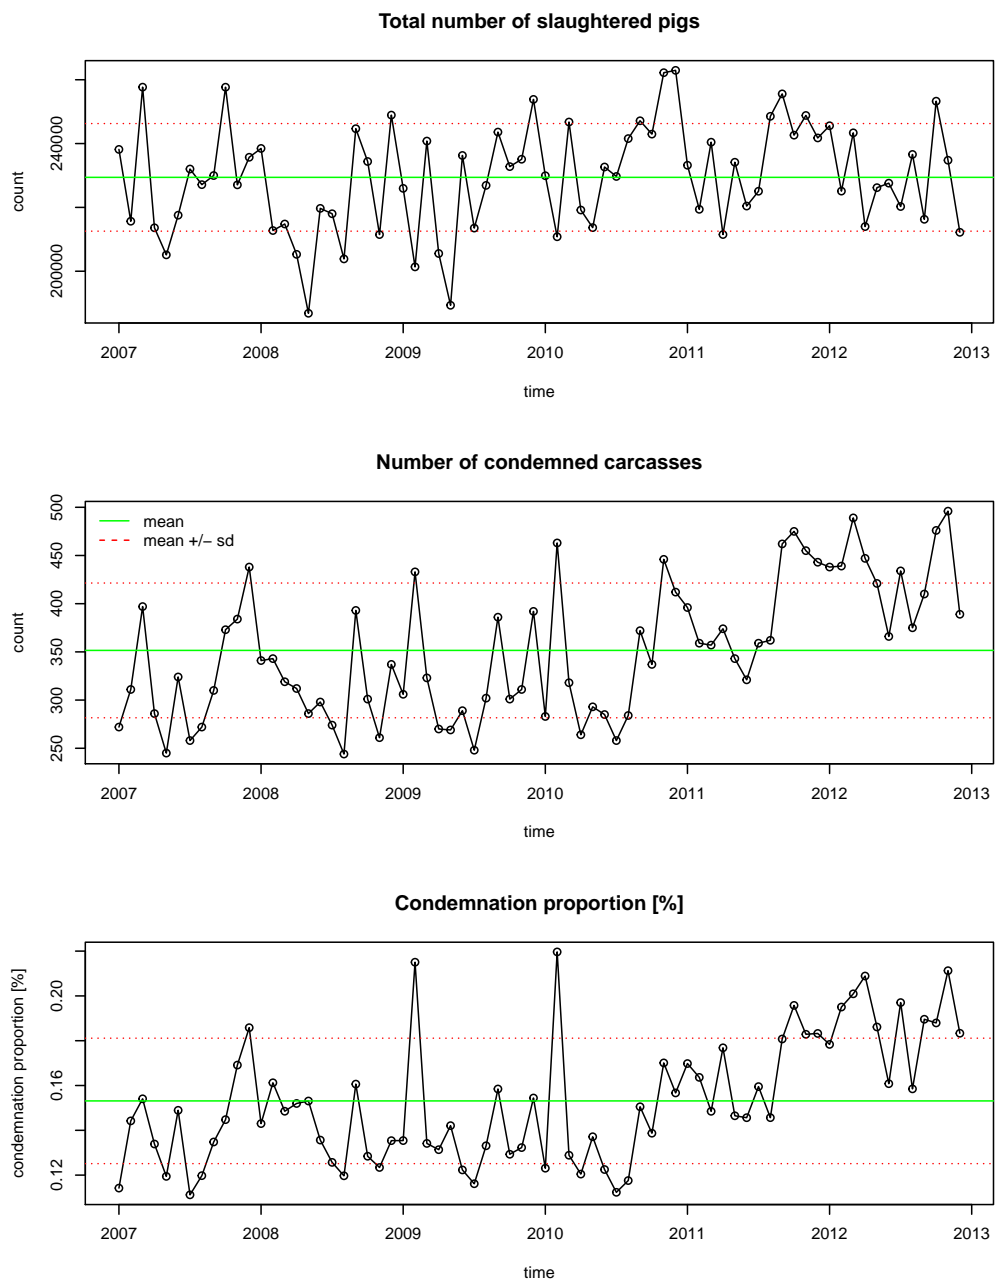 Total number of slaughtered pigs
count
240000
200000
2007 2008 2009 2010 2011 2012 2013
time
Number of condemned carcasses
mean
mean +/− sd
count
500
450
400
350
300
250
2007 2008 2009 2010 2011 2012 2013
time
Condemnation proportion [%]
condemnation proportion [%]
0.20
0.16
0.12
2007 2008 2009 2010 2011 2012 2013
time